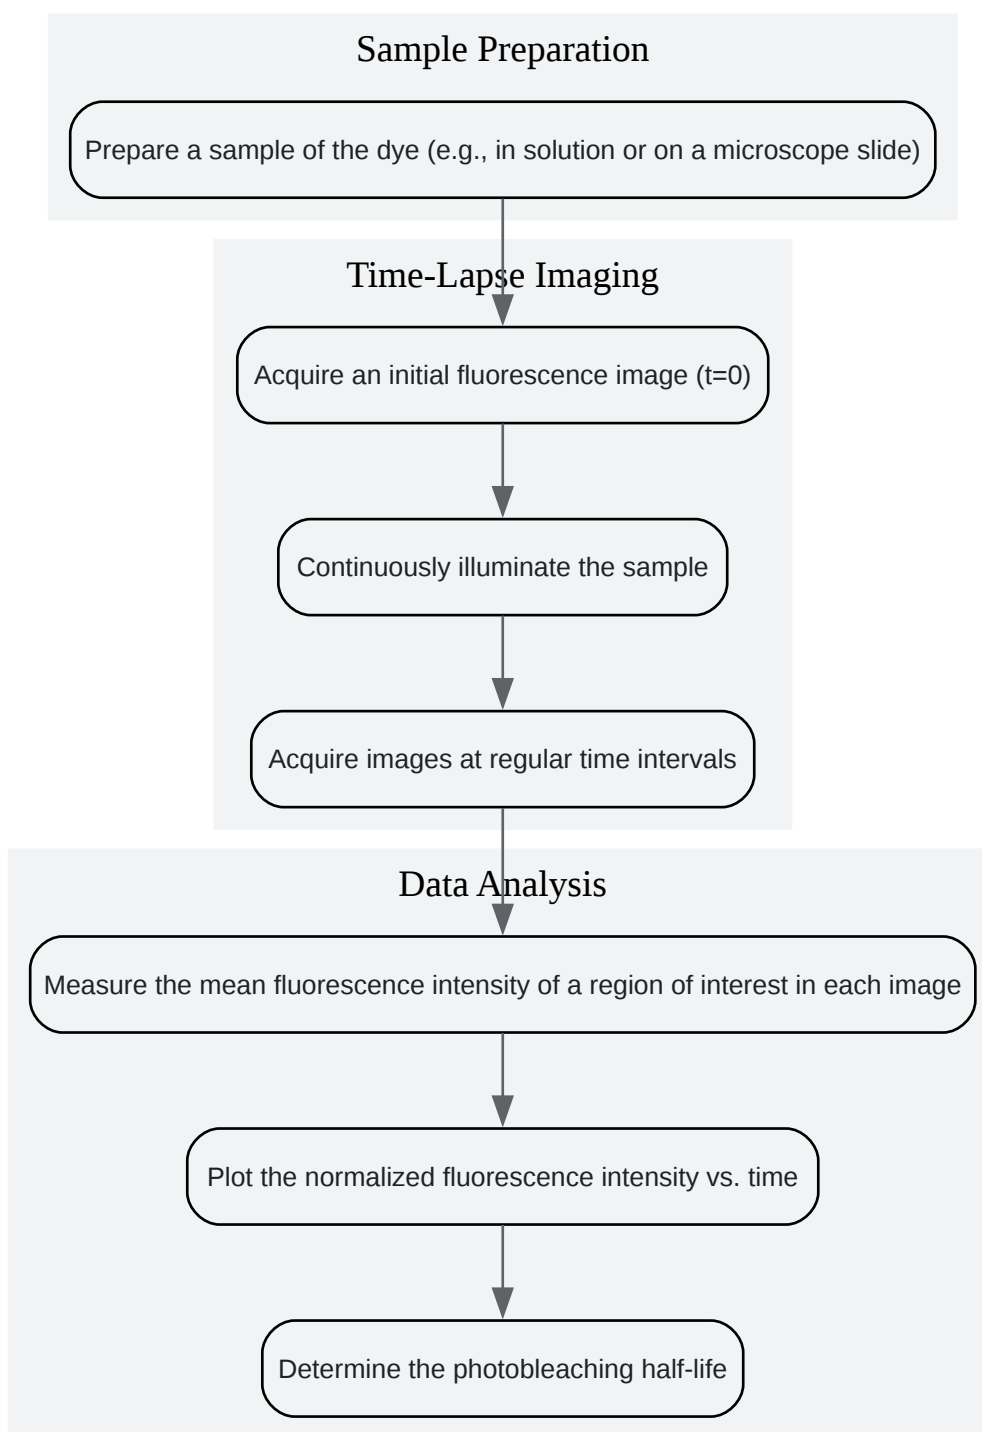 Sample Preparation
Prepare a sample of the dye (e.g., in solution or on a microscope slide)
Time-Lapse Imaging
Acquire an initial fluorescence image (t=0)
Continuously illuminate the sample
Acquire images at regular time intervals
Data Analysis
Measure the mean fluorescence intensity of a region of interest in each image
Plot the normalized fluorescence intensity vs. time
Determine the photobleaching half-life